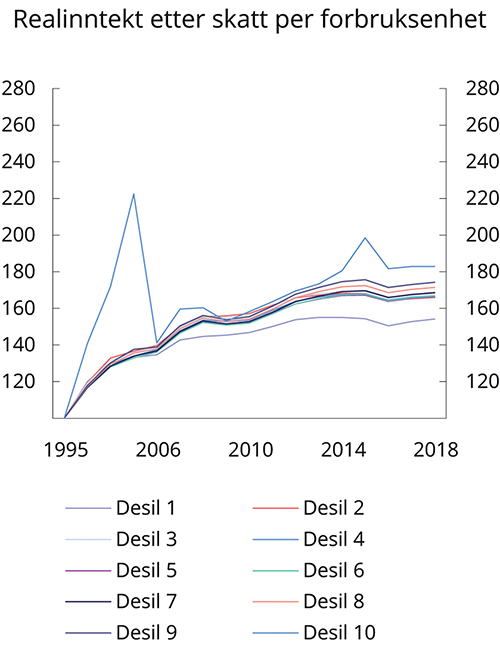 Realinntekt etter skatt per forbruksenhet
280 280
260 260
240 240
220 220
200 200
180 180
160 160
140 140
120 120
1995 2006 2010 2014 2018
Desil 1 Desil 2
Desil 3 Desil 4
Desil 5 Desil 6
Desil 7 Desil 8
Desil 9 Desil 10